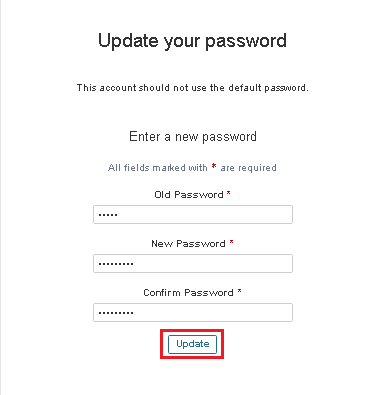 Update your password
This account should not use the default password.
Enter a new password
All fields marked with * are required
Old Password *
•••••
New Password *
•••••••••
Confirm Password *
•••••••••
Update